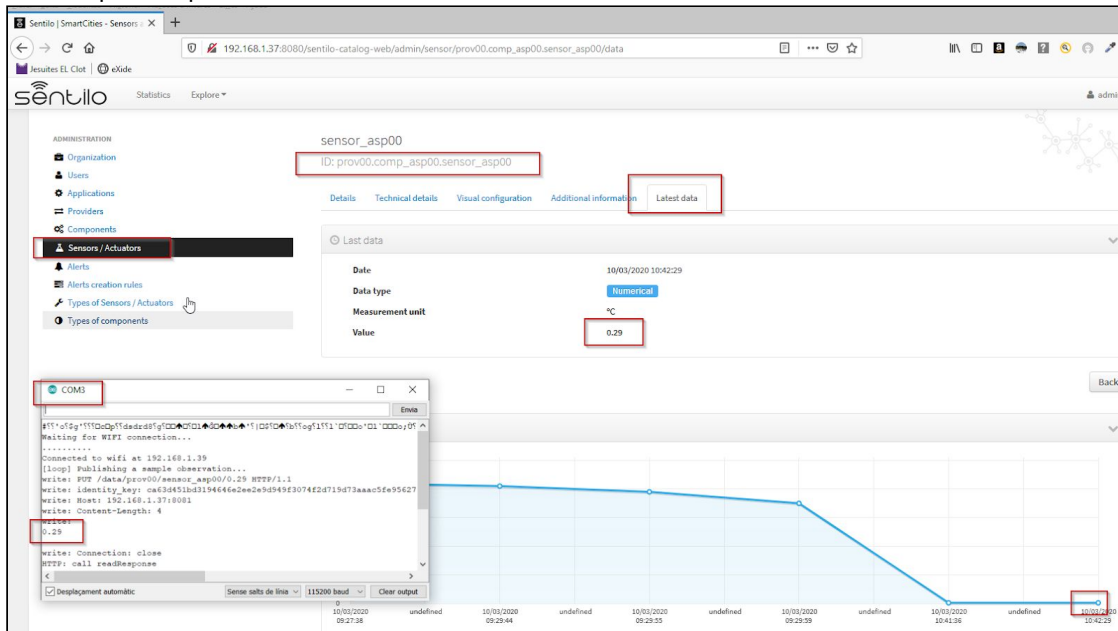 Sentilo | SmartCities - Sensors
192.168.1.37:8080/sentilo-catalog-web/admin/sensor/prov00.comp_asp00.sensor_asp00/data
Jesuites EL Clot
eXide
sentilo
Statistics
Explore
admi
ADMINISTRATION
Organization
Users
Applications
Providers
Components
Sensors / Actuators
Alerts
Alerts creation rules
Types of Sensors / Actuators
Types of components
sensor_asp00
ID: prov00.comp_asp00.sensor_asp00
Details Technical details Visual configuration Additional information Latest data
Last data
Date 10/03/2020 10:42:29
Data type Numerical
Measurement unit °C
Value 0.29
Back
COM3
Envia
Waiting for WIFI connection...
..........
Connected to wifi at 192.168.1.39
[loop] Publishing a sample observation...
write: PUT /data/prov00/sensor_asp00/0.29 HTTP/1.1
write: identity_key:
write: Host: 192.168.1.37:8081
write: Content-Length: 4
write:
0.29
write: Connection: close
HTTP: call readResponse
Desplaçament automàtic
Sense salts de línia
115200 baud
Clear output
0
10/03/2020 undefined 10/03/2020 undefined 10/03/2020 undefined 10/03/2020 undefined 10/03/2020 undefined 10/03/2020
09:27:38 09:29:44 09:29:55 09:29:59 10:41:36 10:42:29